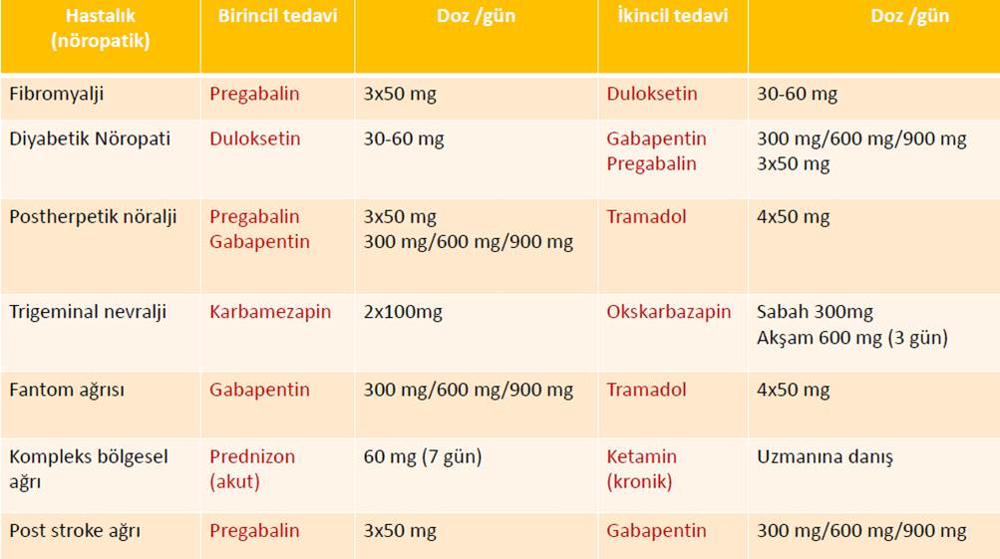 Hastalık
(nöropatik)
Birincil tedavi
Doz /gün
İkincil tedavi
Doz /gün
Fibromyalji
Pregabalin
3x50 mg
Duloksetin
30-60 mg
Diyabetik Nöropati
Duloksetin
30-60 mg
Gabapentin
Pregabalin
300 mg/600 mg/900 mg
3x50 mg
Postherpetik nöralji
Pregabalin
Gabapentin
3x50 mg
300 mg/600 mg/900 mg
Tramadol
4x50 mg
Trigeminal nevralji
Karbamezapin
2x100mg
Okskarbazapin
Sabah 300mg
Akşam 600 mg (3 gün)
Fantom ağrısı
Gabapentin
300 mg/600 mg/900 mg
Tramadol
4x50 mg
Kompleks bölgesel
ağrı
Prednizon
(akut)
60 mg (7 gün)
Ketamin
(kronik)
Uzmanına danış
Post stroke ağrı
Pregabalin
3x50 mg
Gabapentin
300 mg/600 mg/900 mg